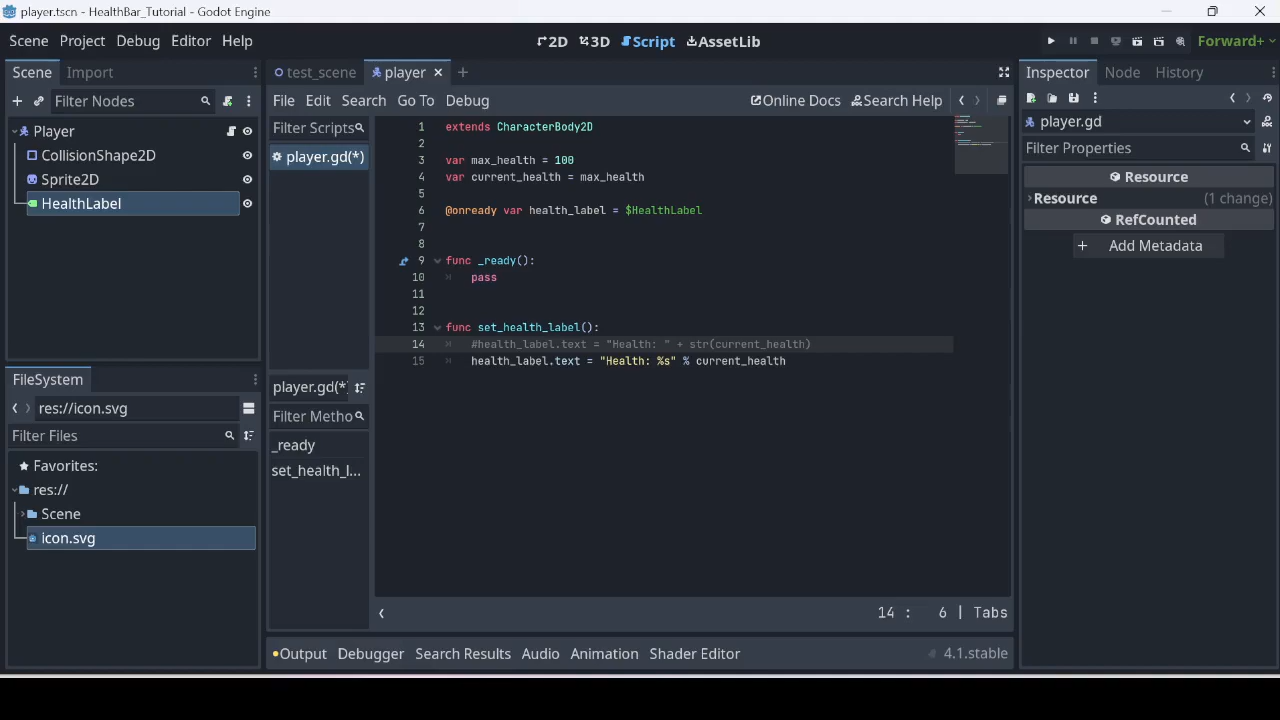 player.tscn - HealthBar_Tutorial - Godot Engine
Scene Project Debug Editor Help
2D 3D Script AssetLib
Forward+
Scene Import
Filter Nodes
Player
CollisionShape2D
Sprite2D
HealthLabel
FileSystem
res://icon.svg
Filter Files
Favorites:
res://
Scene
icon.svg
test_scene player
File Edit Search Go To Debug
Online Docs Search Help
Filter Scripts
player.gd(*)
player.gd(*)
Filter Metho
_ready
set_health_l...
1 extends CharacterBody2D
2
3 var max_health = 100
4 var current_health = max_health
5
6 @onready var health_label = $HealthLabel
7
8
9 func _ready():
10 pass
11
12
13 func set_health_label():
14 #health_label.text = "Health: " + str(current_health)
15 health_label.text = "Health: %s" % current_health
14 : 6 | Tabs
Output Debugger Search Results Audio Animation Shader Editor
4.1.stable
Inspector Node History
player.gd
Filter Properties
Resource
Resource (1 change)
RefCounted
Add Metadata